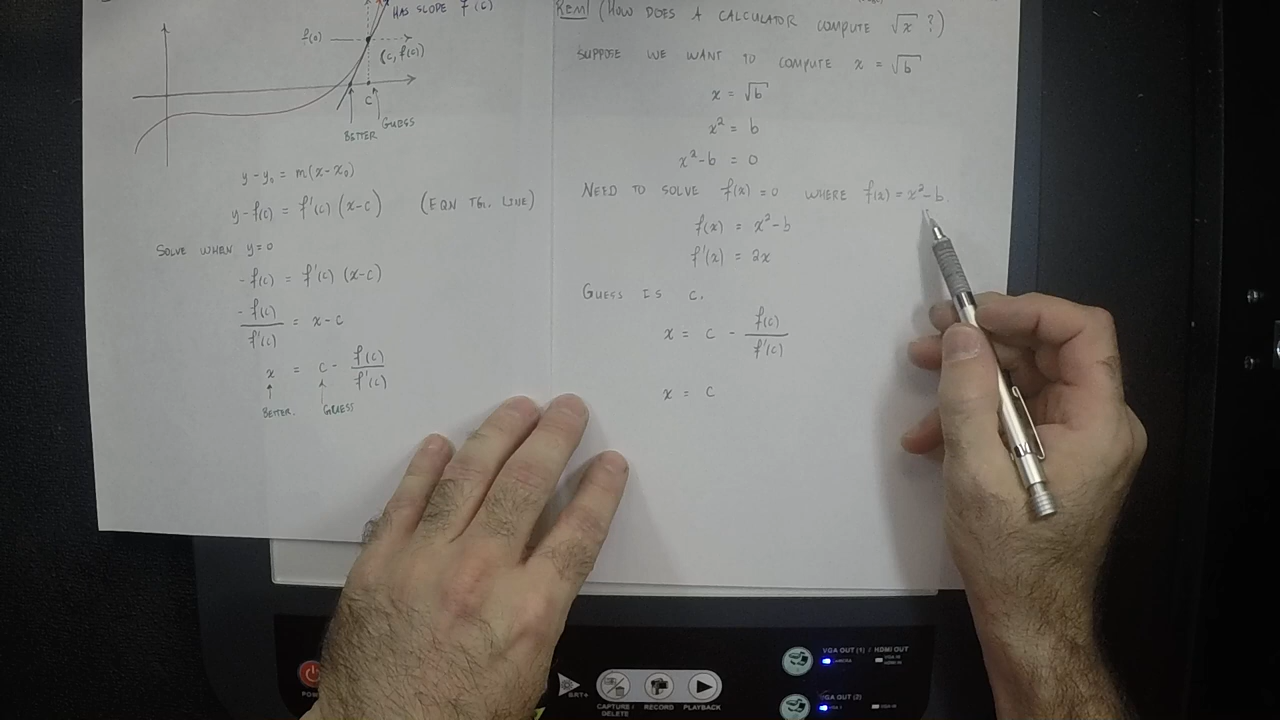 HAS SLOPE f'(c)
f(c)
(c, f(c))
c
BETTER GUESS
y-y₀ = m(x-x₀)
y-f(c) = f'(c) (x-c) (EQN TGL. LINE)
SOLVE WHEN y=0
-f(c) = f'(c) (x-c)
-f(c)/f'(c) = x-c
x = c - f(c)/f'(c)
BETTER. GUESS
REM (HOW DOES A CALCULATOR COMPUTE √x ?)
SUPPOSE WE WANT TO COMPUTE x = √b
x = √b
x² = b
x²-b = 0
NEED TO SOLVE f(x) = 0 WHERE f(x) = x²-b.
f(x) = x²-b
f'(x) = 2x
GUESS IS c.
x = c - f(c)/f'(c)
x = c
POW
BRT+
CAPTURE / DELETE
RECORD
PLAYBACK
VGA OUT (1) / HDMI OUT
VGA OUT (2)